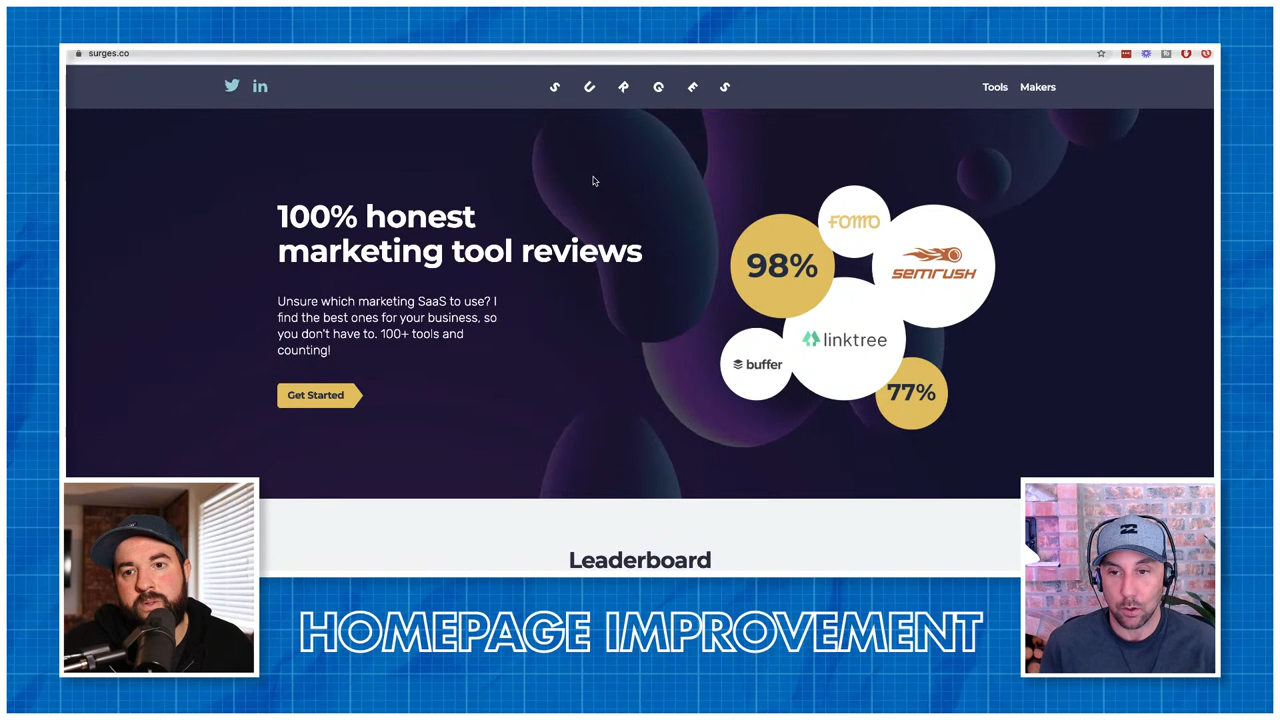 surges.co
SURGES
Tools Makers
100% honest
marketing tool reviews
Unsure which marketing SaaS to use? I
find the best ones for your business, so
you don't have to. 100+ tools and
counting!
Get Started
98%
FOMO
semrush
linktree
buffer
77%
Leaderboard
HOMEPAGE IMPROVEMENT